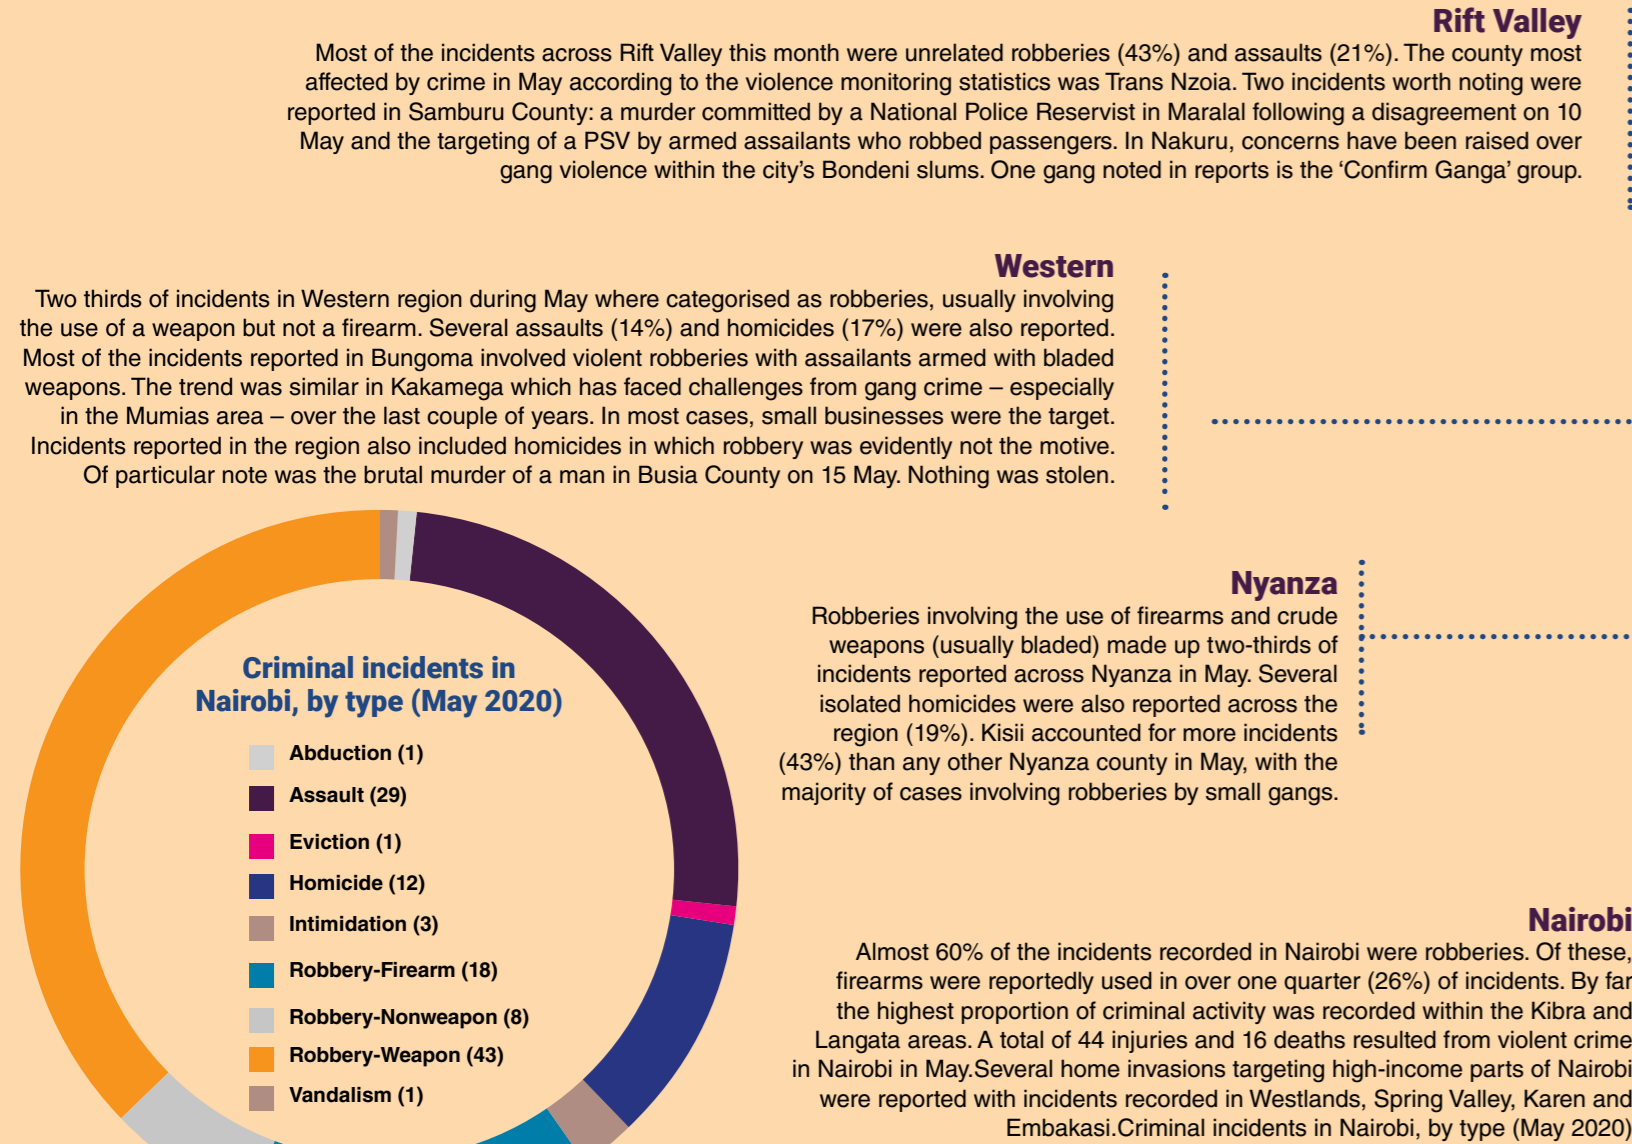 Rift Valley
Most of the incidents across Rift Valley this month were unrelated robberies (43%) and assaults (21%). The county most
affected by crime in May according to the violence monitoring statistics was Trans Nzoia. Two incidents worth noting were
reported in Samburu County: a murder committed by a National Police Reservist in Maralal following a disagreement on 10
May and the targeting of a PSV by armed assailants who robbed passengers. In Nakuru, concerns have been raised over
gang violence within the city’s Bondeni slums. One gang noted in reports is the ‘Confirm Ganga’ group.
Western
Two thirds of incidents in Western region during May where categorised as robberies, usually involving
the use of a weapon but not a firearm. Several assaults (14%) and homicides (17%) were also reported.
Most of the incidents reported in Bungoma involved violent robberies with assailants armed with bladed
weapons. The trend was similar in Kakamega which has faced challenges from gang crime – especially
in the Mumias area – over the last couple of years. In most cases, small businesses were the target.
Incidents reported in the region also included homicides in which robbery was evidently not the motive.
Of particular note was the brutal murder of a man in Busia County on 15 May. Nothing was stolen.
Criminal incidents in
Nairobi, by type (May 2020)
Abduction (1)
Assault (29)
Eviction (1)
Homicide (12)
Intimidation (3)
Robbery-Firearm (18)
Robbery-Nonweapon (8)
Robbery-Weapon (43)
Vandalism (1)
Nyanza
Robberies involving the use of firearms and crude
weapons (usually bladed) made up two-thirds of
incidents reported across Nyanza in May. Several
isolated homicides were also reported across the
region (19%). Kisii accounted for more incidents
(43%) than any other Nyanza county in May, with the
majority of cases involving robberies by small gangs.
Nairobi
Almost 60% of the incidents recorded in Nairobi were robberies. Of these,
firearms were reportedly used in over one quarter (26%) of incidents. By far
the highest proportion of criminal activity was recorded within the Kibra and
Langata areas. A total of 44 injuries and 16 deaths resulted from violent crime
in Nairobi in May.Several home invasions targeting high-income parts of Nairobi
were reported with incidents recorded in Westlands, Spring Valley, Karen and
Embakasi.Criminal incidents in Nairobi, by type (May 2020)